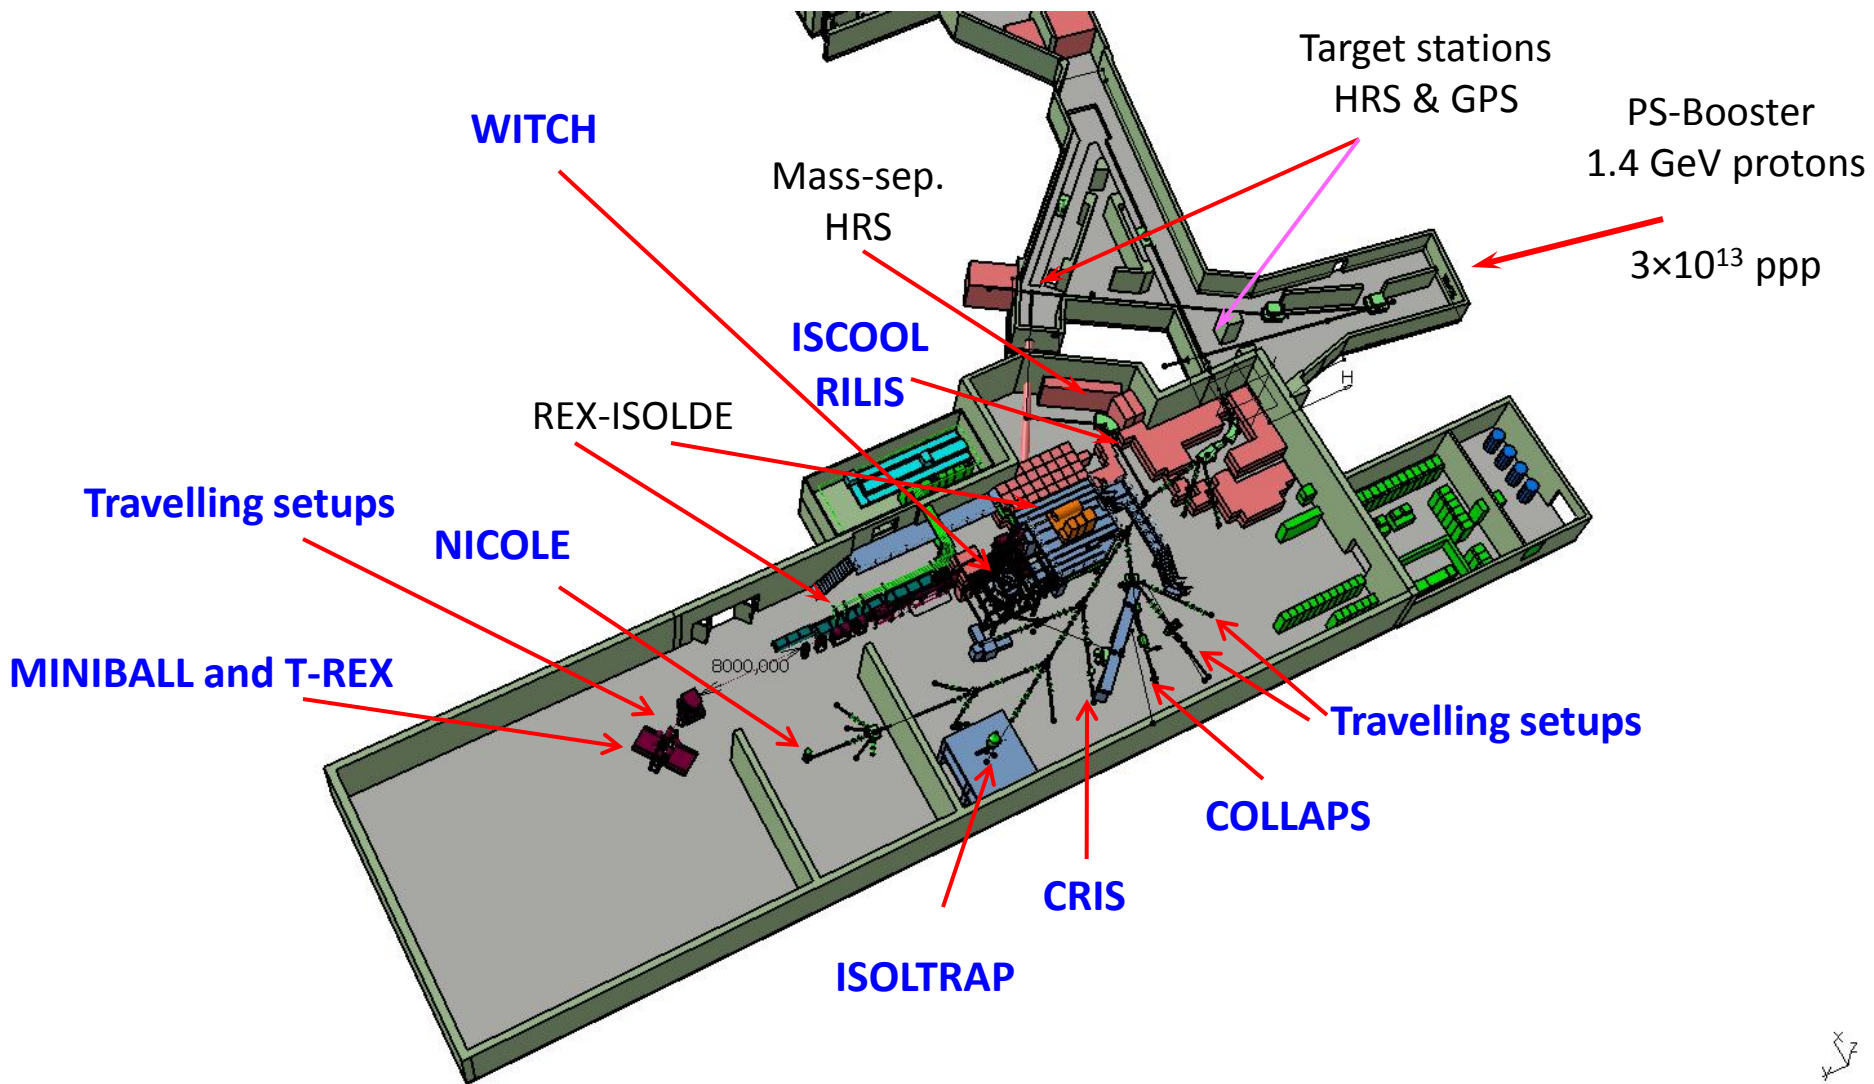 Target stations
HRS & GPS
PS-Booster
1.4 GeV protons
3×10¹³ ppp
WITCH
Mass-sep.
HRS
ISCOOL
RILIS
H
REX-ISOLDE
Travelling setups
NICOLE
MINIBALL and T-REX
8000,000
Travelling setups
COLLAPS
CRIS
ISOLTRAP
X
Z
Y